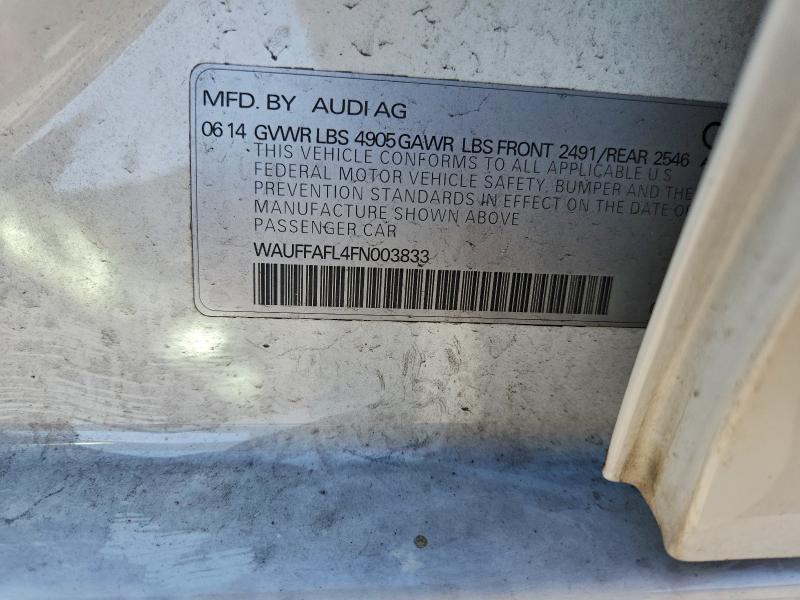 MFD. BY AUDI AG
06 14 GVWR LBS 4905 GAWR LBS FRONT 2491/REAR 2546
THIS VEHICLE CONFORMS TO ALL APPLICABLE U S
FEDERAL MOTOR VEHICLE SAFETY, BUMPER AND THE
PREVENTION STANDARDS IN EFFECT ON THE DATE OF
MANUFACTURE SHOWN ABOVE
PASSENGER CAR
WAUFFAFL4FN003833